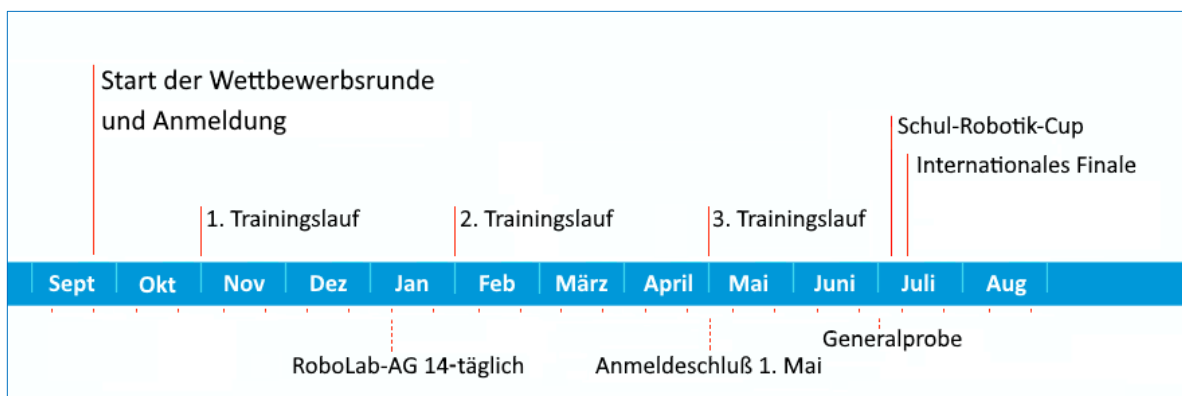 Start der Wettbewerbsrunde
und Anmeldung
Schul-Robotik-Cup
Internationales Finale
1. Trainingslauf
2. Trainingslauf
3. Trainingslauf
Sept
Okt
Nov
Dez
Jan
Feb
März
April
Mai
Juni
Juli
Aug
RoboLab-AG 14-täglich
Anmeldeschluß 1. Mai
Generalprobe